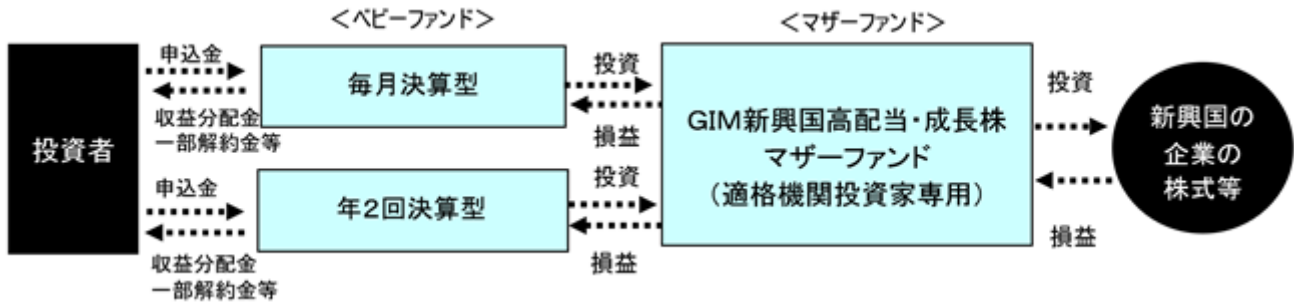 ＜ベビーファンド＞
＜マザーファンド＞
投資者
申込金
収益分配金
一部解約金等
毎月決算型
投資
損益
申込金
収益分配金
一部解約金等
年２回決算型
投資
損益
GIM新興国高配当・成長株
マザーファンド
（適格機関投資家専用）
投資
損益
新興国の
企業の
株式等